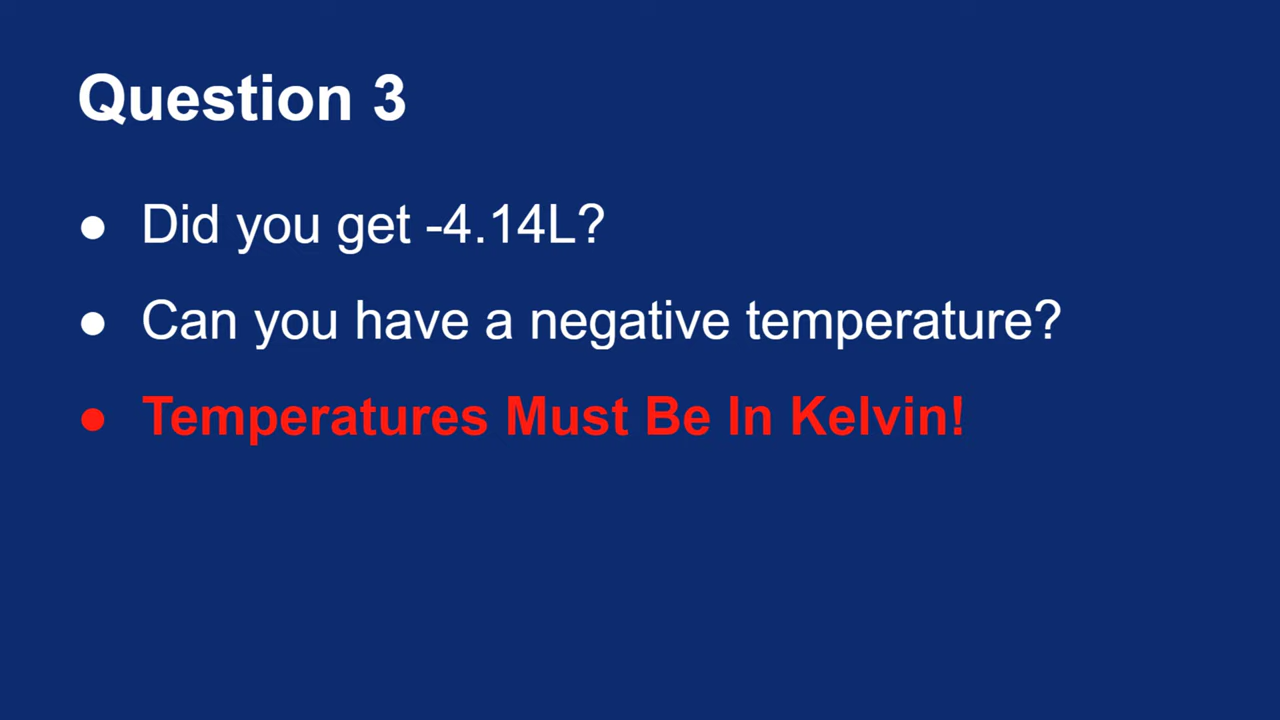 Question 3
● Did you get -4.14L?
● Can you have a negative temperature?
● Temperatures Must Be In Kelvin!